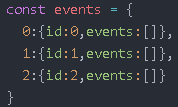 const events = {
0:{id:0,events:[]},
1:{id:1,events:[]},
2:{id:2,events:[]}
}